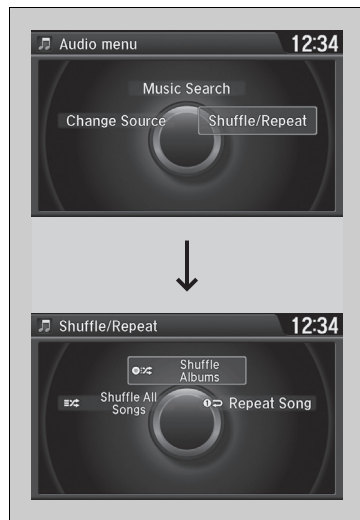 Audio menu 12:34
Music Search
Change Source Shuffle/Repeat
Shuffle/Repeat 12:34
Shuffle
Albums
Shuffle All
Songs
Repeat Song